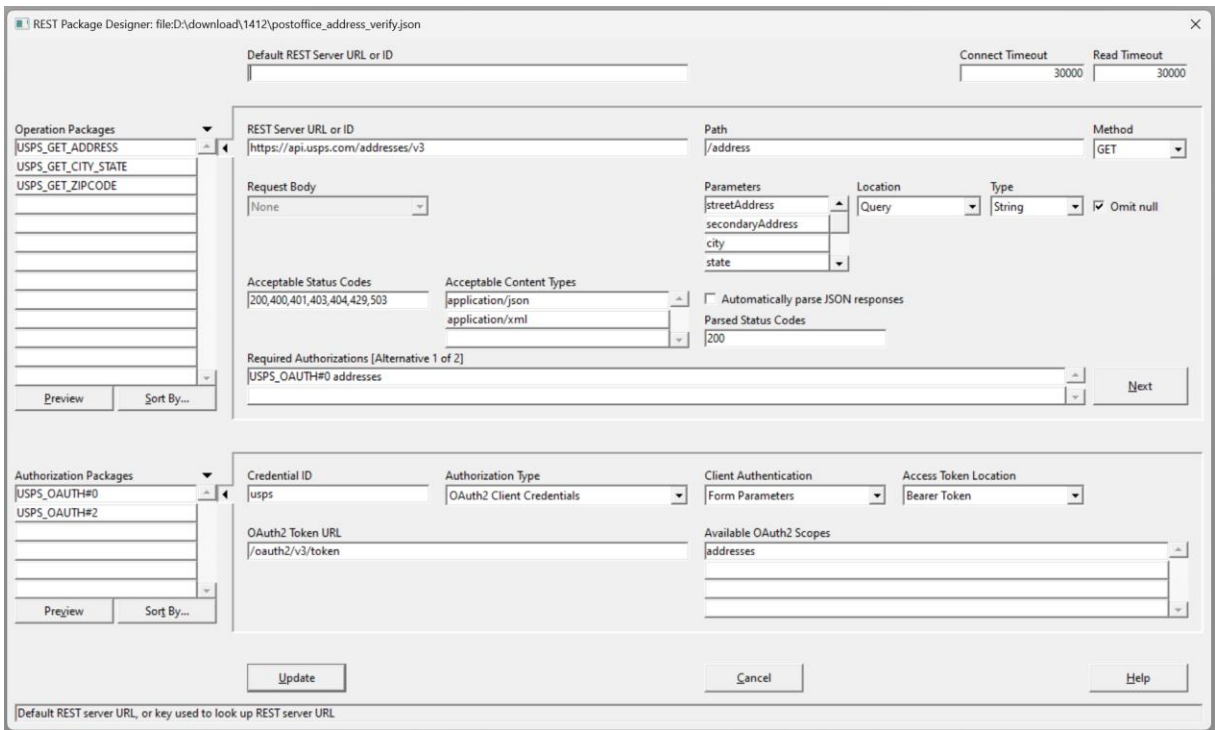 REST Package Designer: file:D:\download\1412\postoffice_address_verify.json
Default REST Server URL or ID
Connect Timeout
Read Timeout
30000
30000
Operation Packages
USPS_GET_ADDRESS
USPS_GET_CITY_STATE
USPS_GET_ZIPCODE
Preview
Sort By...
REST Server URL or ID
Path
Method
https://api.usps.com/addresses/v3
/address
GET
Request Body
Parameters
Location
Type
None
streetAddress
Query
String
Omit null
secondaryAddress
city
state
Acceptable Status Codes
Acceptable Content Types
200,400,401,403,404,429,503
application/json
Automatically parse JSON responses
application/xml
Parsed Status Codes
200
Required Authorizations [Alternative 1 of 2]
USPS_OAUTH#0 addresses
Next
Authorization Packages
USPS_OAUTH#0
USPS_OAUTH#2
Preview
Sort By...
Credential ID
Authorization Type
Client Authentication
Access Token Location
usps
OAuth2 Client Credentials
Form Parameters
Bearer Token
OAuth2 Token URL
Available OAuth2 Scopes
/oauth2/v3/token
addresses
Update
Cancel
Help
Default REST server URL, or key used to look up REST server URL